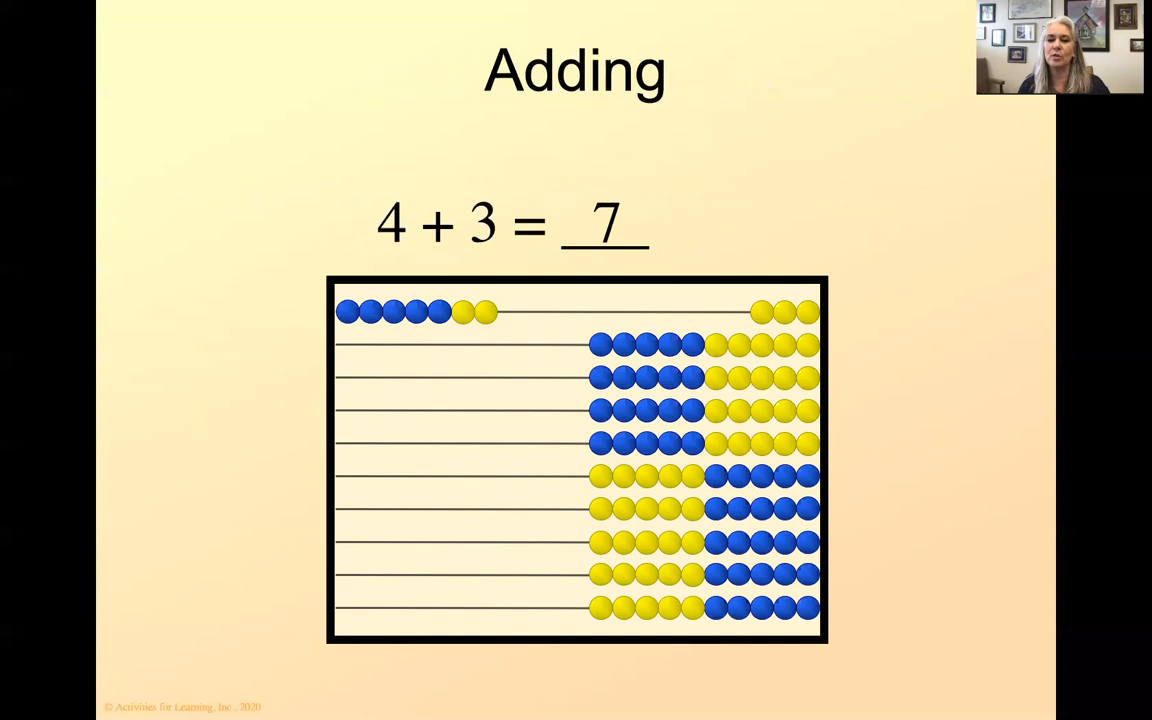 Adding
4 + 3 = 7
© Activities for Learning, Inc., 2020